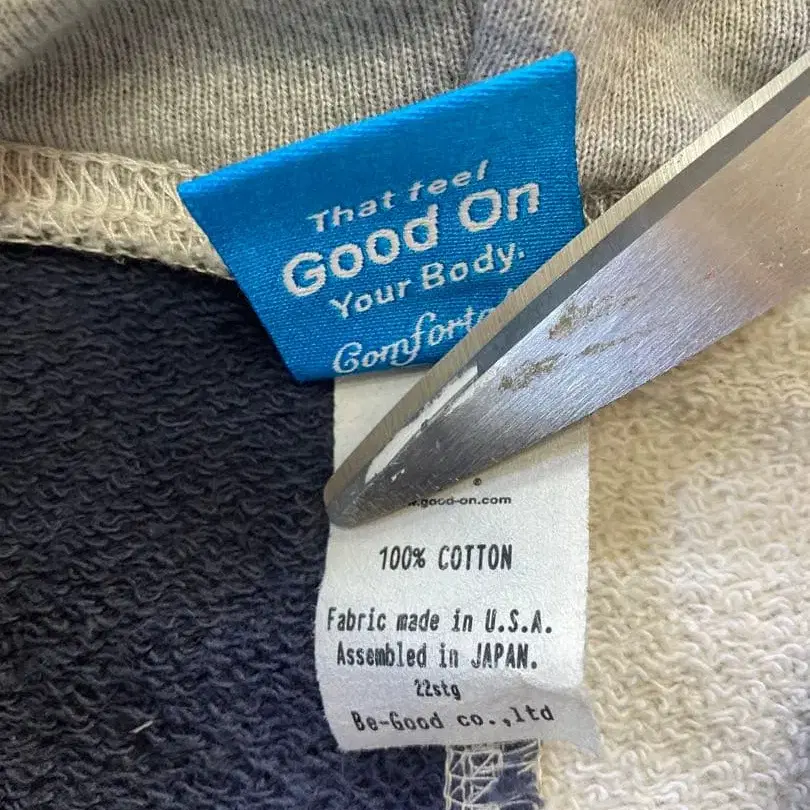 That feel
Good On
Your Body.
®
.good-on.com
100% COTTON
Fabric made in U.S.A.
Assembled in JAPAN.
22stg
Be-Good co.,ltd